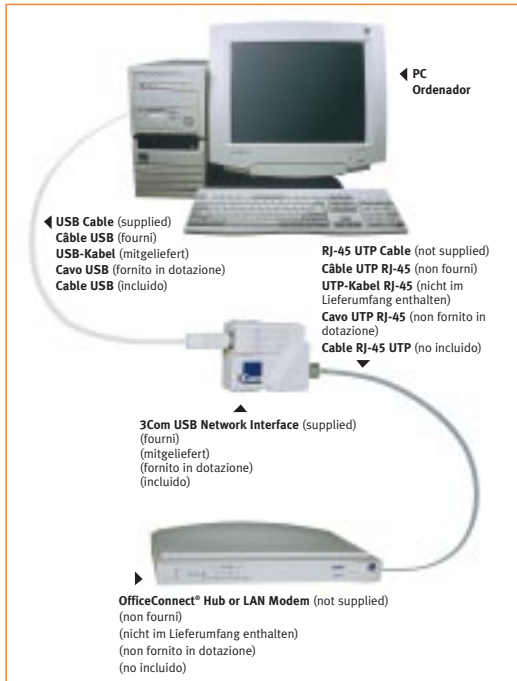 PC
Ordenador
USB Cable (supplied)
Câble USB (fourni)
USB-Kabel (mitgeliefert)
Cavo USB (fornito in dotazione)
Cable USB (incluido)
RJ-45 UTP Cable (not supplied)
Câble UTP RJ-45 (non fourni)
UTP-Kabel RJ-45 (nicht im
Lieferumfang enthalten)
Cavo UTP RJ-45 (non fornito in
dotazione)
Cable RJ-45 UTP (no incluido)
3Com USB Network Interface (supplied)
(fourni)
(mitgeliefert)
(fornito in dotazione)
(incluido)
OfficeConnect® Hub or LAN Modem (not supplied)
(non fourni)
(nicht im Lieferumfang enthalten)
(non fornito in dotazione)
(no incluido)